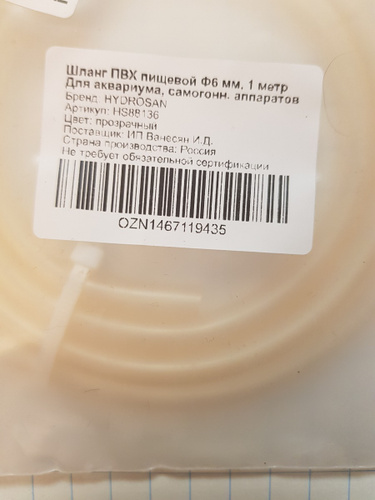 Шланг ПВХ пищевой Ф6 мм, 1 метр
Для аквариума, самогонн. аппаратов
Бренд: HYDROSAN
Артикул: HS88136
Цвет: прозрачный
Поставщик: ИП Ванесян И.Д.
Страна производства: Россия
Не требует обязательной сертификации
OZN1467119435